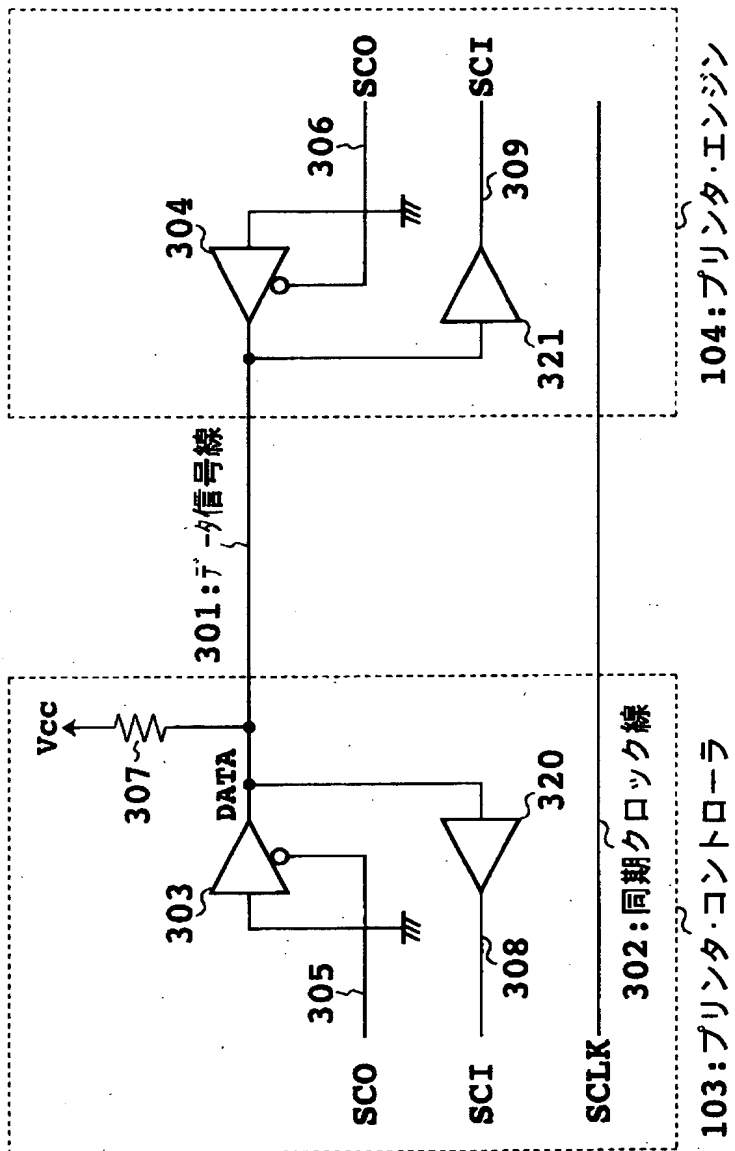 Vcc
307
DATA
303
305
SCO
320
308
SCI
302:同期クロック線
SCLK
103:プリンタ・コントローラ
301:データ信号線
304
306
SCO
321
309
SCI
104:プリンタ・エンジン